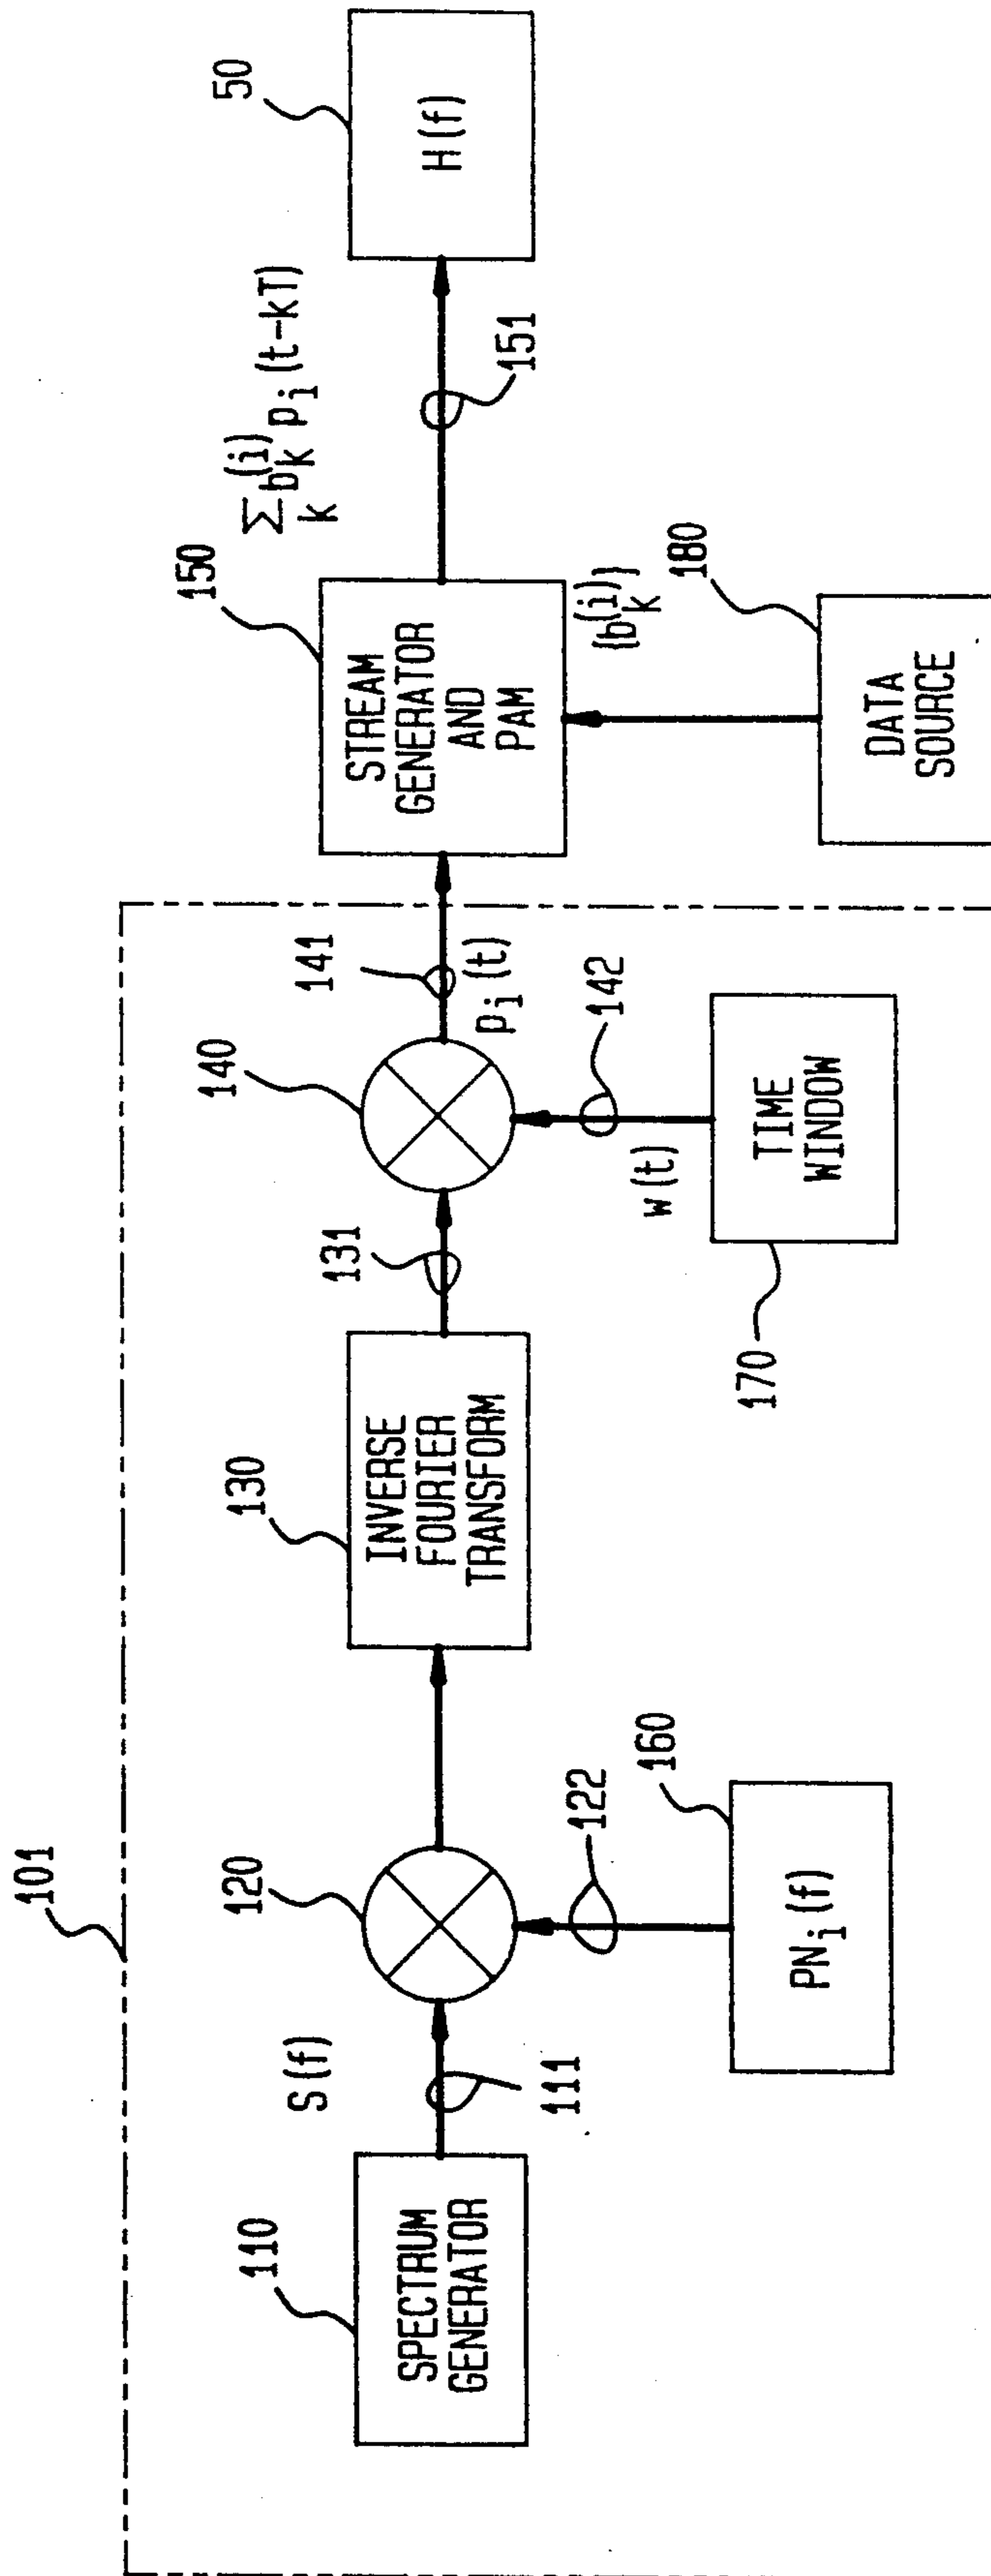 101
110
SPECTRUM
GENERATOR
S(f)
111
120
122
160
PN_i(f)
130
INVERSE
FOURIER
TRANSFORM
131
140
141
p_i(t)
142
w(t)
170
TIME
WINDOW
150
STREAM
GENERATOR
AND
PAM
{b_k^(i)}
180
DATA
SOURCE
∑_k b_k^(i) p_i(t-kT)
151
50
H(f)